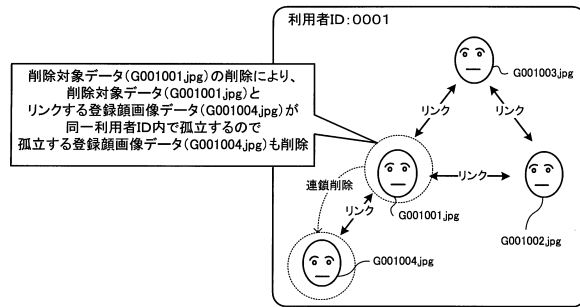 利用者ID:0001
G001003.jpg
削除対象データ(G001001.jpg)の削除により、
削除対象データ(G001001.jpg)と
リンクする登録顔画像データ(G001004.jpg)が
同一利用者ID内で孤立するので
孤立する登録顔画像データ(G001004.jpg)も削除
リンク
リンク
リンク
連鎖削除
リンク
G001001.jpg
G001002.jpg
G001004.jpg